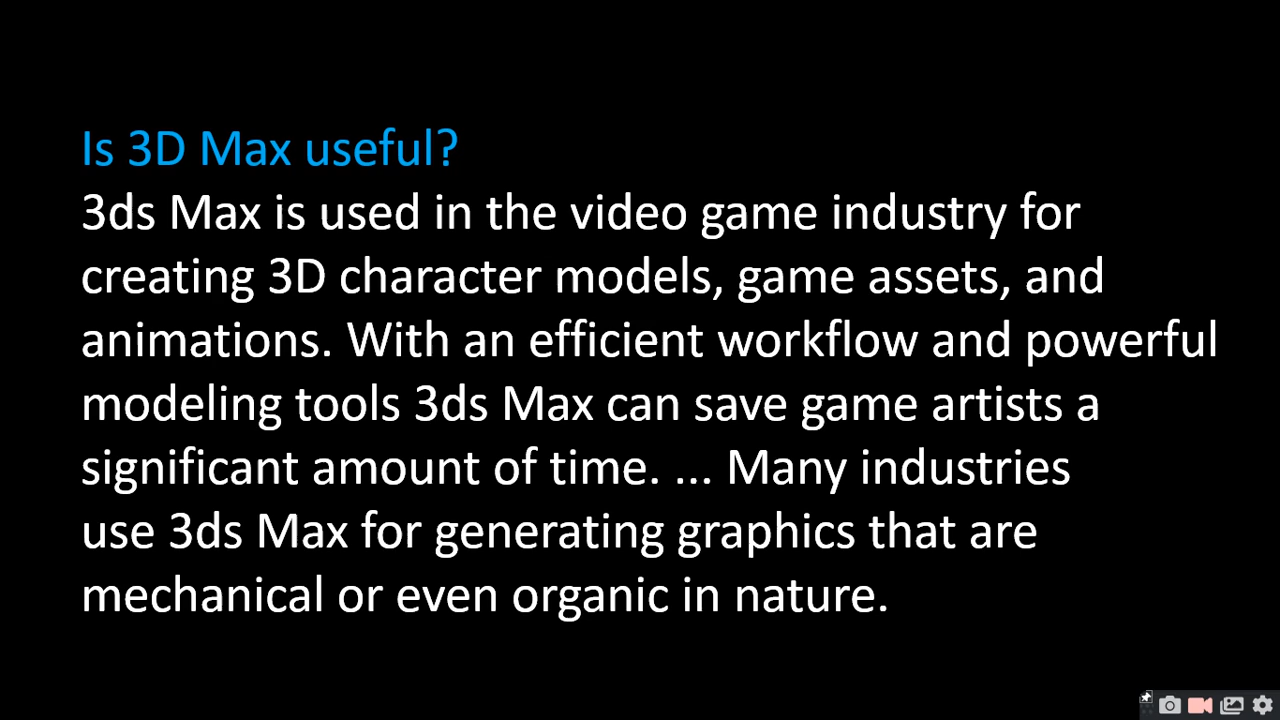 Is 3D Max useful?
3ds Max is used in the video game industry for
creating 3D character models, game assets, and
animations. With an efficient workflow and powerful
modeling tools 3ds Max can save game artists a
significant amount of time. ... Many industries
use 3ds Max for generating graphics that are
mechanical or even organic in nature.